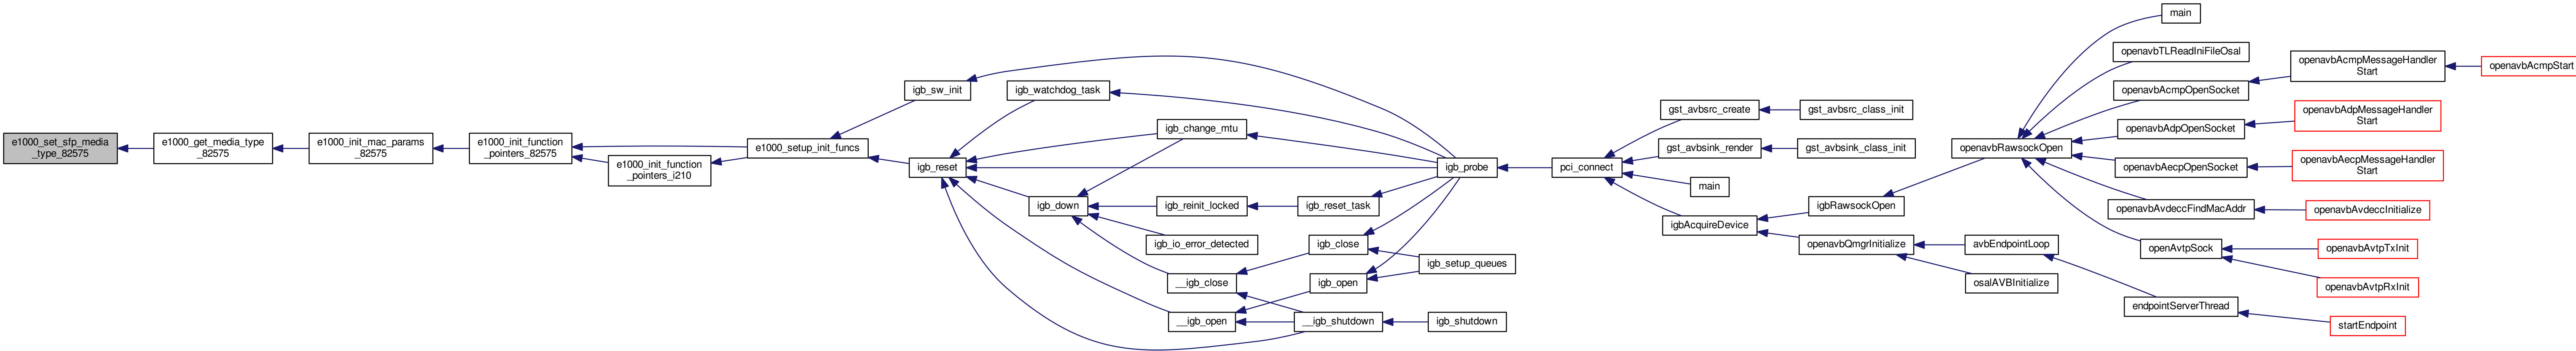 e1000_set_sfp_media
_type_82575
e1000_get_media_type
_82575
e1000_init_mac_params
_82575
e1000_init_function
_pointers_82575
e1000_init_function
_pointers_i210
e1000_setup_init_funcs
igb_sw_init
igb_reset
igb_watchdog_task
igb_change_mtu
igb_down
igb_reinit_locked
igb_reset_task
igb_io_error_detected
__igb_close
igb_close
__igb_open
igb_open
igb_setup_queues
__igb_shutdown
igb_shutdown
igb_probe
pci_connect
gst_avbsrc_create
gst_avbsrc_class_init
gst_avbsink_render
gst_avbsink_class_init
main
igbAcquireDevice
igbRawsockOpen
openavbQmgrInitialize
avbEndpointLoop
osalAVBInitialize
openavbRawsockOpen
main
openavbTLReadIniFileOsal
openavbAcmpOpenSocket
openavbAcmpMessageHandler
Start
openavbAcmpStart
openavbAdpOpenSocket
openavbAdpMessageHandler
Start
openavbAecpOpenSocket
openavbAecpMessageHandler
Start
openavbAvdeccFindMacAddr
openavbAvdeccInitialize
openAvtpSock
openavbAvtpTxInit
openavbAvtpRxInit
endpointServerThread
startEndpoint